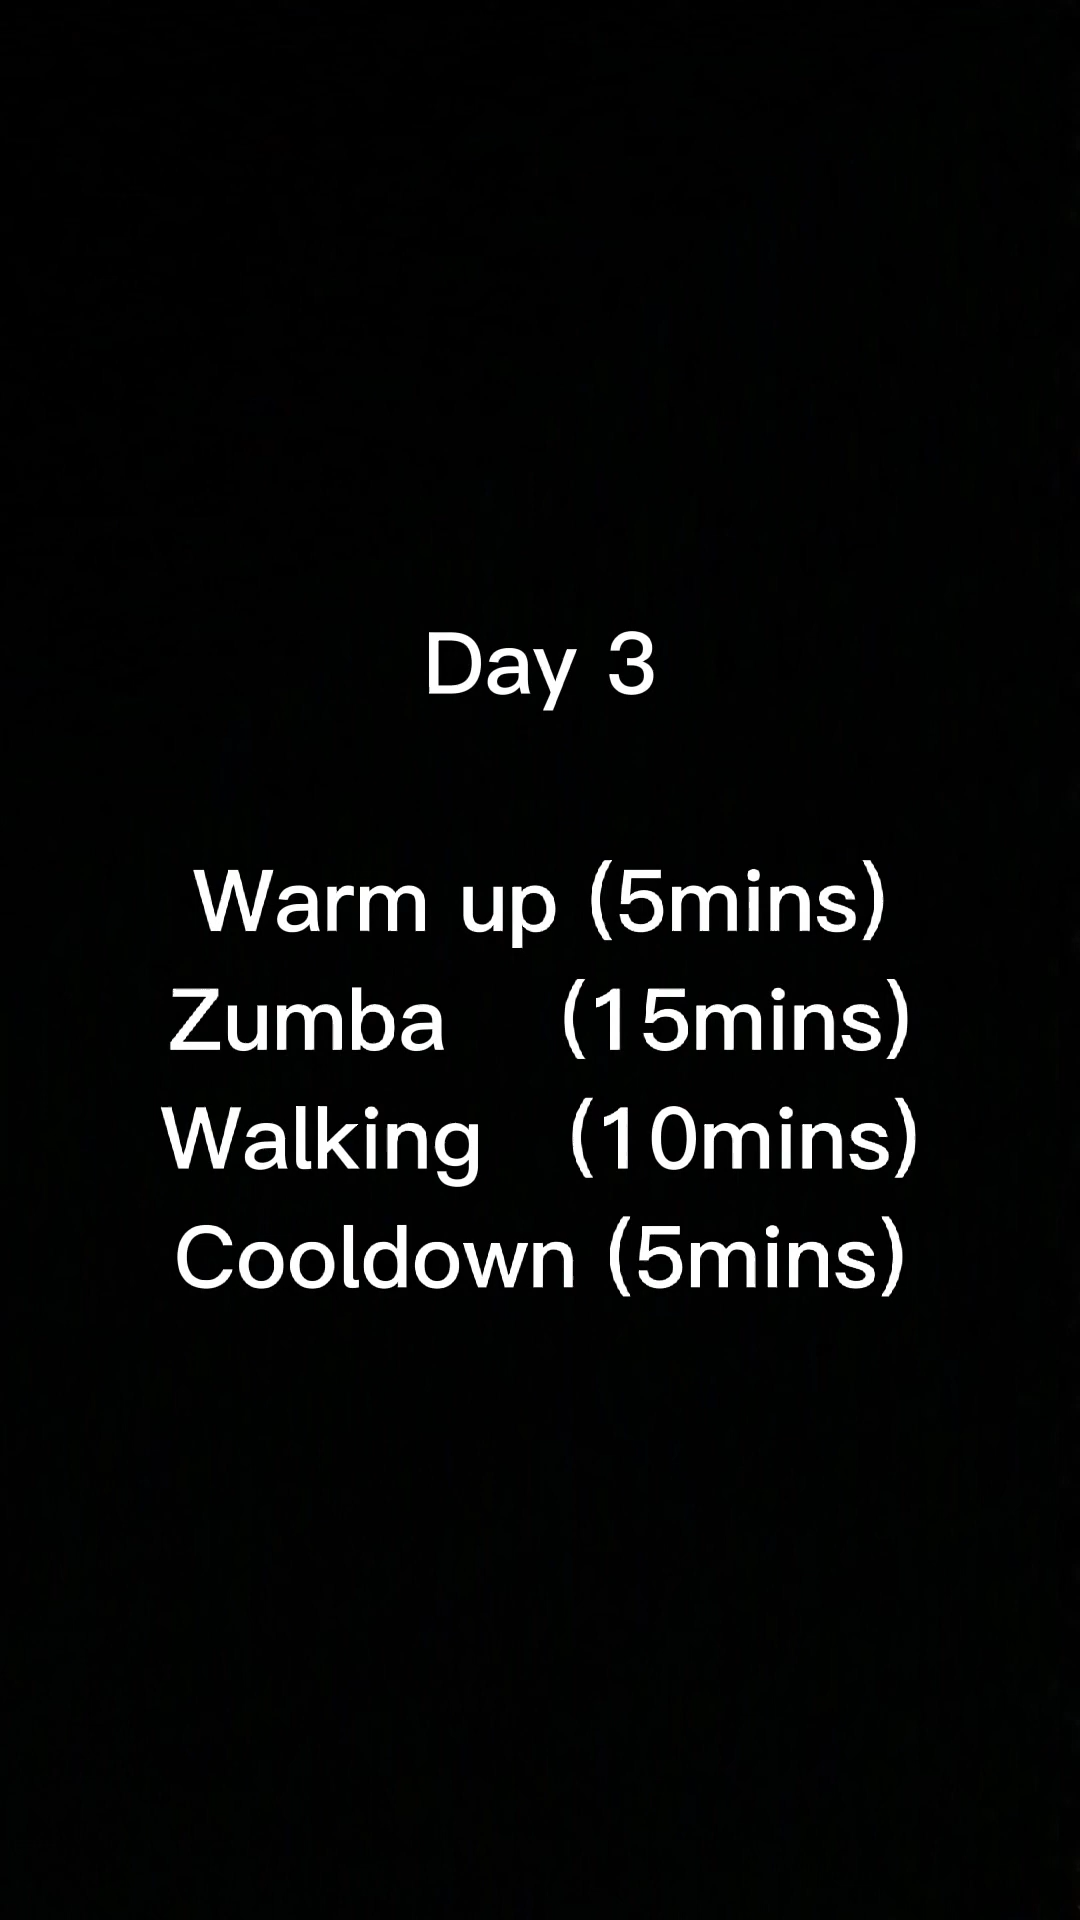 Day 3
Warm up (5mins)
Zumba (15mins)
Walking (10mins)
Cooldown (5mins)